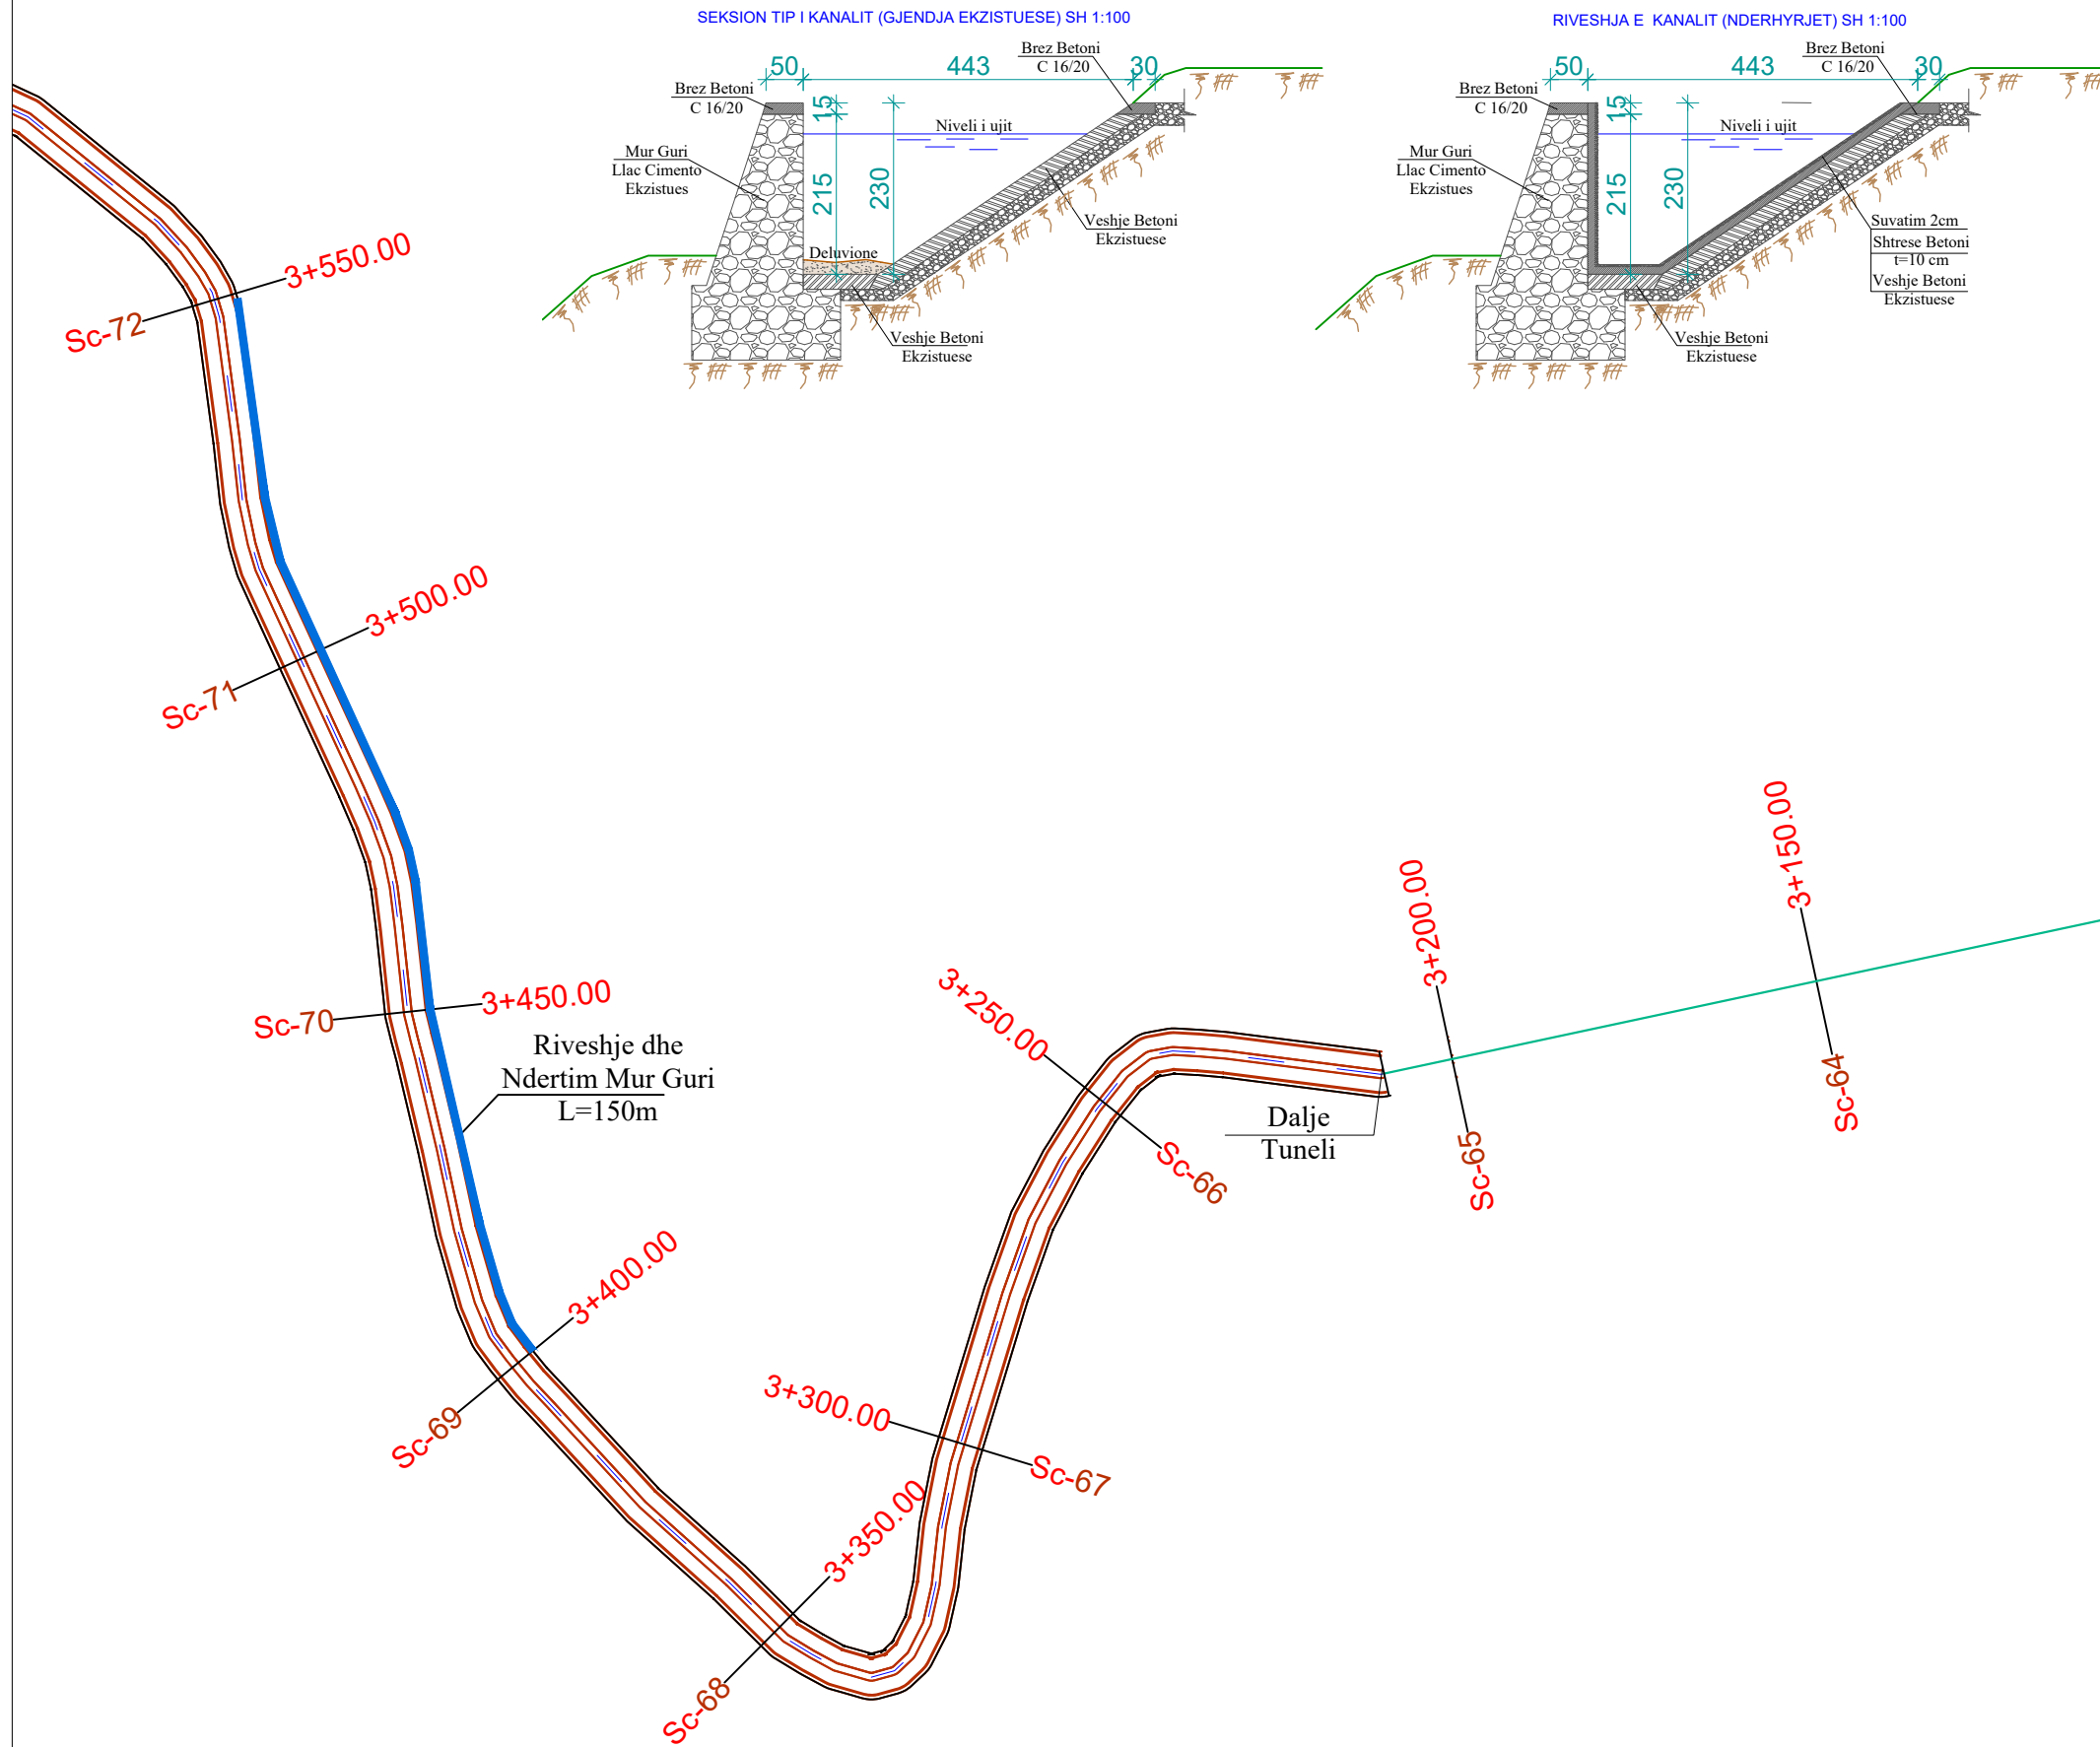 SEKSION TIP I KANALIT (GJENDJA EKZISTUESE) SH 1:100
50
443
30
Brez Betoni
C 16/20
Brez Betoni
C 16/20
15
215
230
Niveli i ujit
Mur Guri
Llac Cimento
Ekzistues
Deluvione
Veshje Betoni
Ekzistuese
Veshje Betoni
Ekzistuese
RIVESHJA E KANALIT (NDERHYRJET) SH 1:100
50
443
30
Brez Betoni
C 16/20
Brez Betoni
C 16/20
15
215
230
Niveli i ujit
Mur Guri
Llac Cimento
Ekzistues
Suvatim 2cm
Shtrese Betoni
t=10 cm
Veshje Betoni
Ekzistuese
Veshje Betoni
Ekzistuese
3+550.00
Sc-72
3+500.00
Sc-71
3+450.00
Sc-70
Riveshje dhe
Ndertim Mur Guri
L=150m
3+400.00
Sc-69
3+350.00
Sc-68
3+300.00
Sc-67
3+250.00
Sc-66
Dalje
Tuneli
3+200.00
Sc-65
3+150.00
Sc-64